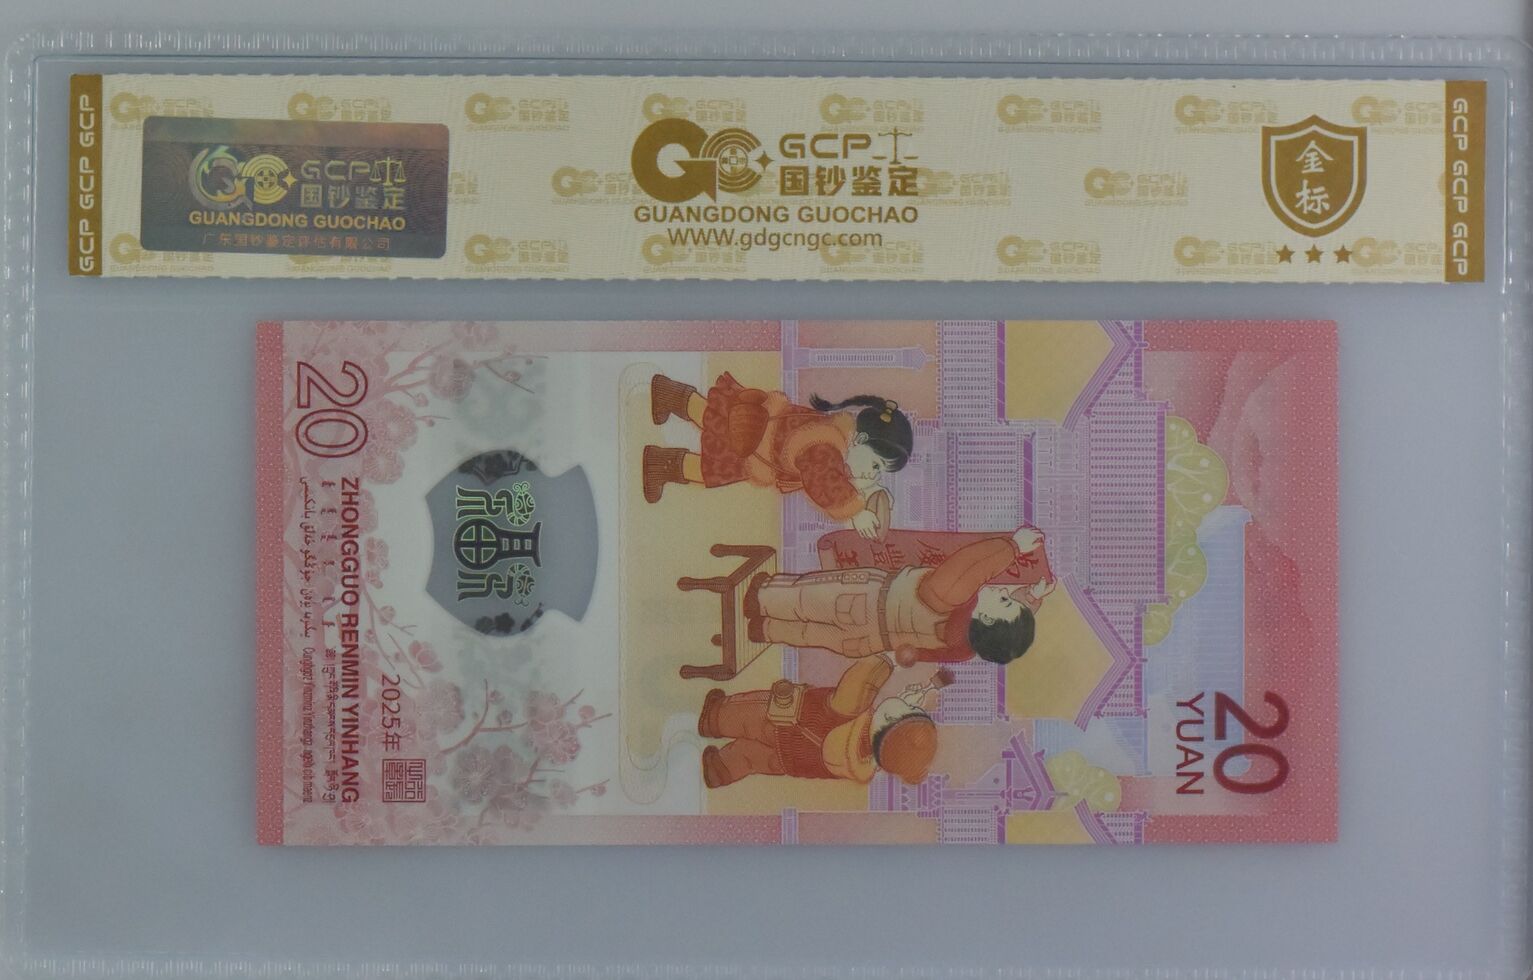 GCP GCP GCP
GCP
国钞鉴定
GUANGDONG GUOCHAO
广东国钞鉴定评估有限公司
GCP
国钞鉴定
GUANGDONG GUOCHAO
www.gdgcngc.com
金
标
GCP GCP GCP
20
ZHONGGUO RENMIN YINHANG
2025年
20
YUAN